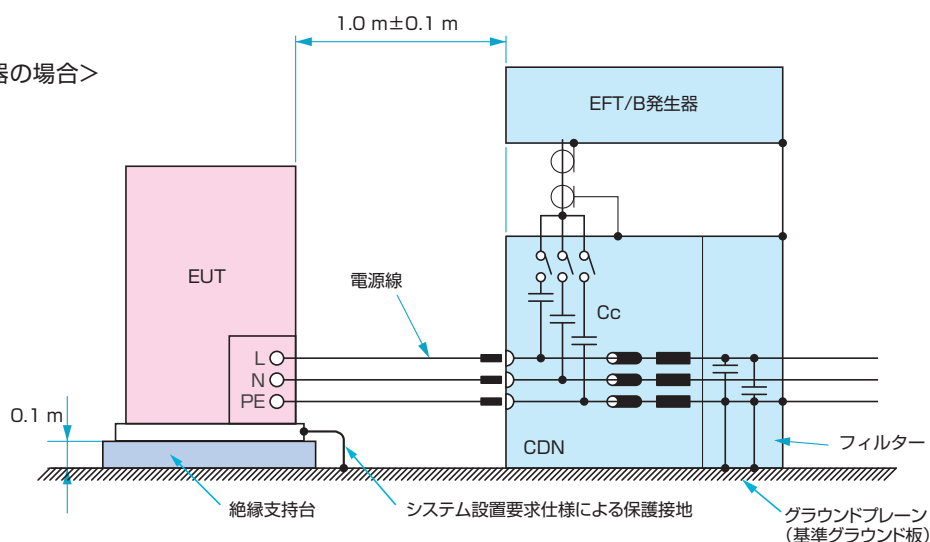 1.0 m±0.1 m
器の場合>
EFT/B発生器
EUT
電源線
Cc
L
N
PE
0.1 m
CDN
フィルター
絶縁支持台
システム設置要求仕様による保護接地
グラウンドプレーン
(基準グラウンド板)